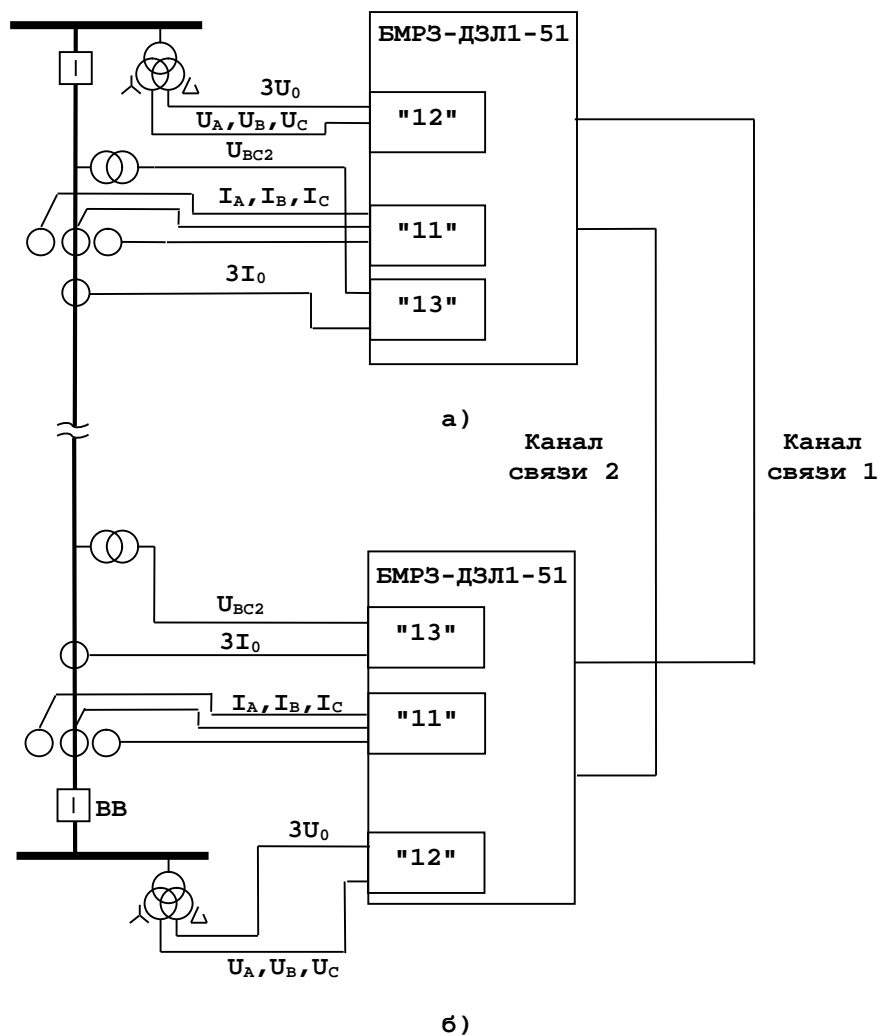 БМРЗ-ДЗЛ1-51
3U₀
U_A, U_B, U_C
"12"
U_BC2
I_A, I_B, I_C
"11"
3I₀
"13"
а)
Канал
связи 2
Канал
связи 1
БМРЗ-ДЗЛ1-51
U_BC2
"13"
3I₀
I_A, I_B, I_C
"11"
ВВ
3U₀
"12"
U_A, U_B, U_C
б)